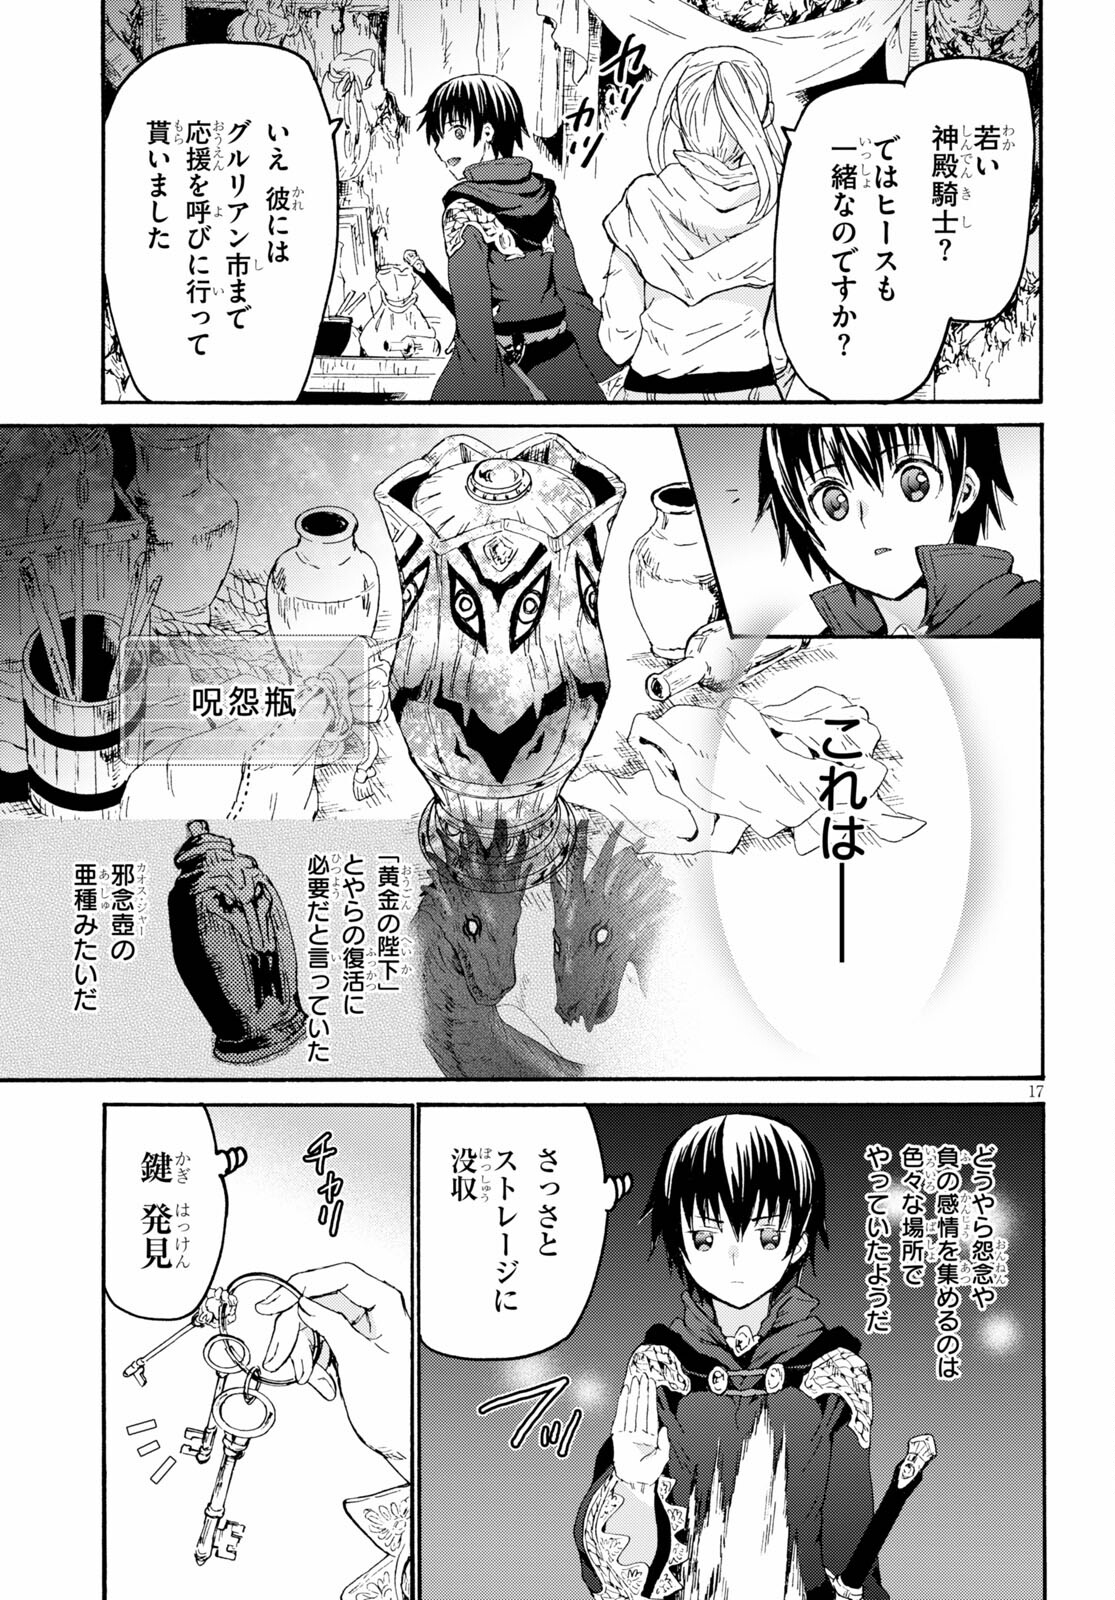 若い
神殿騎士？
ではヒースも
一緒なのですか？
ガツ
ガツ
いえ 彼には
グルリアン市まで
応援を呼びに行って
貰いました
これは――
呪怨瓶
「黄金の陛下」
とやらの復活に
必要だと言っていた
邪念壺の
亜種みたいだ
17
どうやら怨念や
負の感情を集めるのは
色々な場所で
やっていたようだ
さっさと
ストレージに
没収
鍵 発見
チャリ